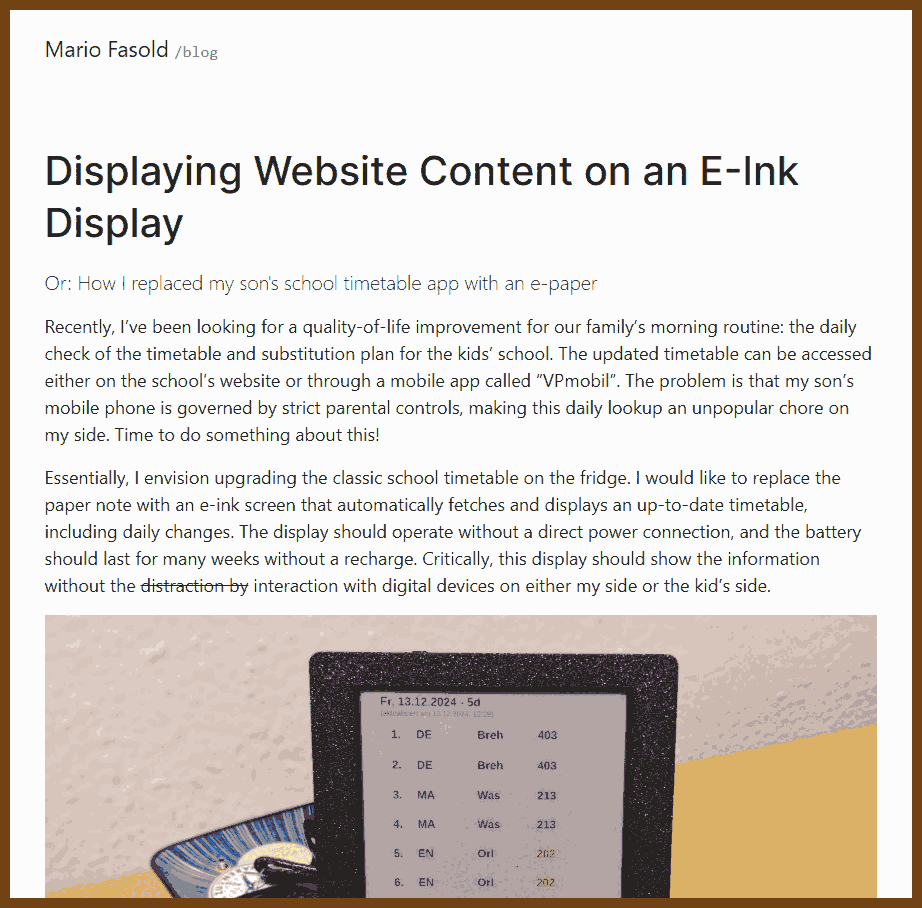 Mario Fasold /blog
Displaying Website Content on an E-Ink
Display
Or: How I replaced my son's school timetable app with an e-paper
Recently, I’ve been looking for a quality-of-life improvement for our family’s morning routine: the daily
check of the timetable and substitution plan for the kids’ school. The updated timetable can be accessed
either on the school’s website or through a mobile app called “VPmobil”. The problem is that my son’s
mobile phone is governed by strict parental controls, making this daily lookup an unpopular chore on
my side. Time to do something about this!
Essentially, I envision upgrading the classic school timetable on the fridge. I would like to replace the
paper note with an e-ink screen that automatically fetches and displays an up-to-date timetable,
including daily changes. The display should operate without a direct power connection, and the battery
should last for many weeks without a recharge. Critically, this display should show the information
without the distraction by interaction with digital devices on either my side or the kid’s side.
Fr, 13.12.2024 - 5d
(aktualisiert am 12.12.2024,
1. DE Breh 403
2. DE Breh 403
3. MA Was 213
4. MA Was 213
5. EN Orl 202
6. EN Orl 202